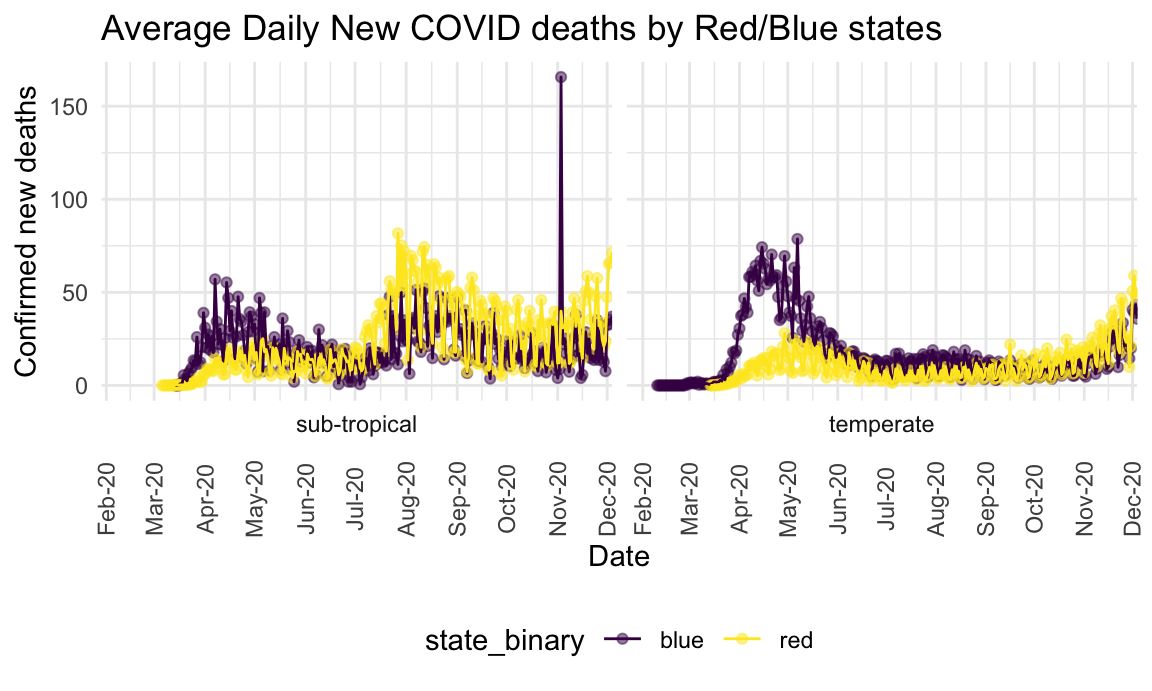 Average Daily New COVID deaths by Red/Blue states
Confirmed new deaths
150
100
50
0
sub-tropical
temperate
Feb-20
Mar-20
Apr-20
May-20
Jun-20
Jul-20
Aug-20
Sep-20
Oct-20
Nov-20
Dec-20
Feb-20
Mar-20
Apr-20
May-20
Jun-20
Jul-20
Aug-20
Sep-20
Oct-20
Nov-20
Dec-20
Date
state_binary blue red